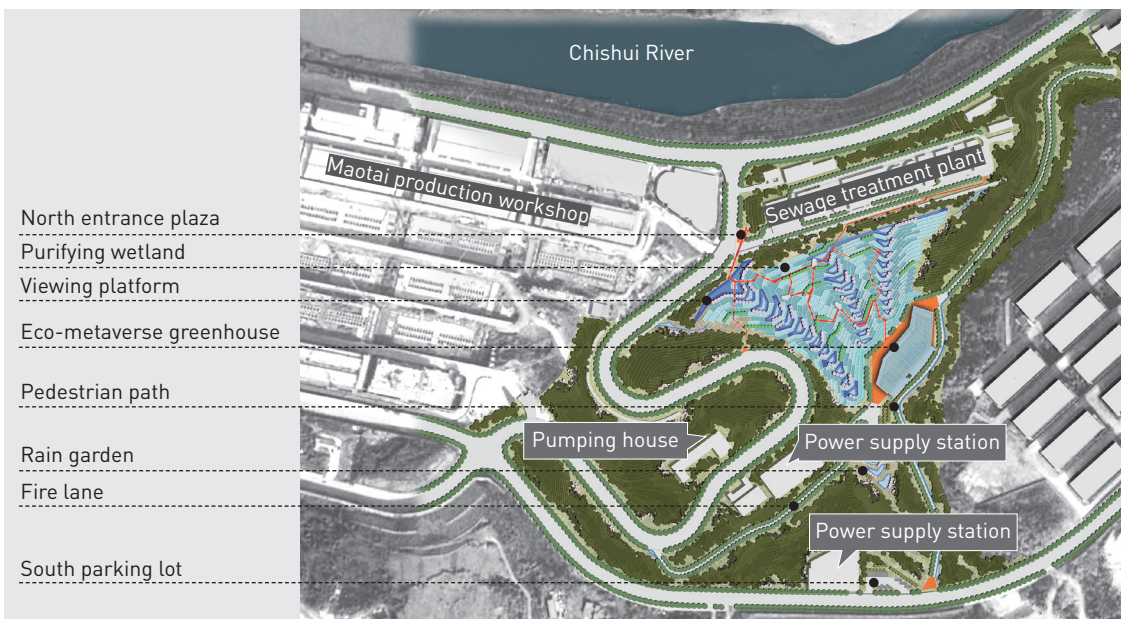 Chishui River
Maotai production workshop
Sewage treatment plant
North entrance plaza
Purifying wetland
Viewing platform
Eco-metaverse greenhouse
Pedestrian path
Pumping house
Power supply station
Rain garden
Fire lane
Power supply station
South parking lot